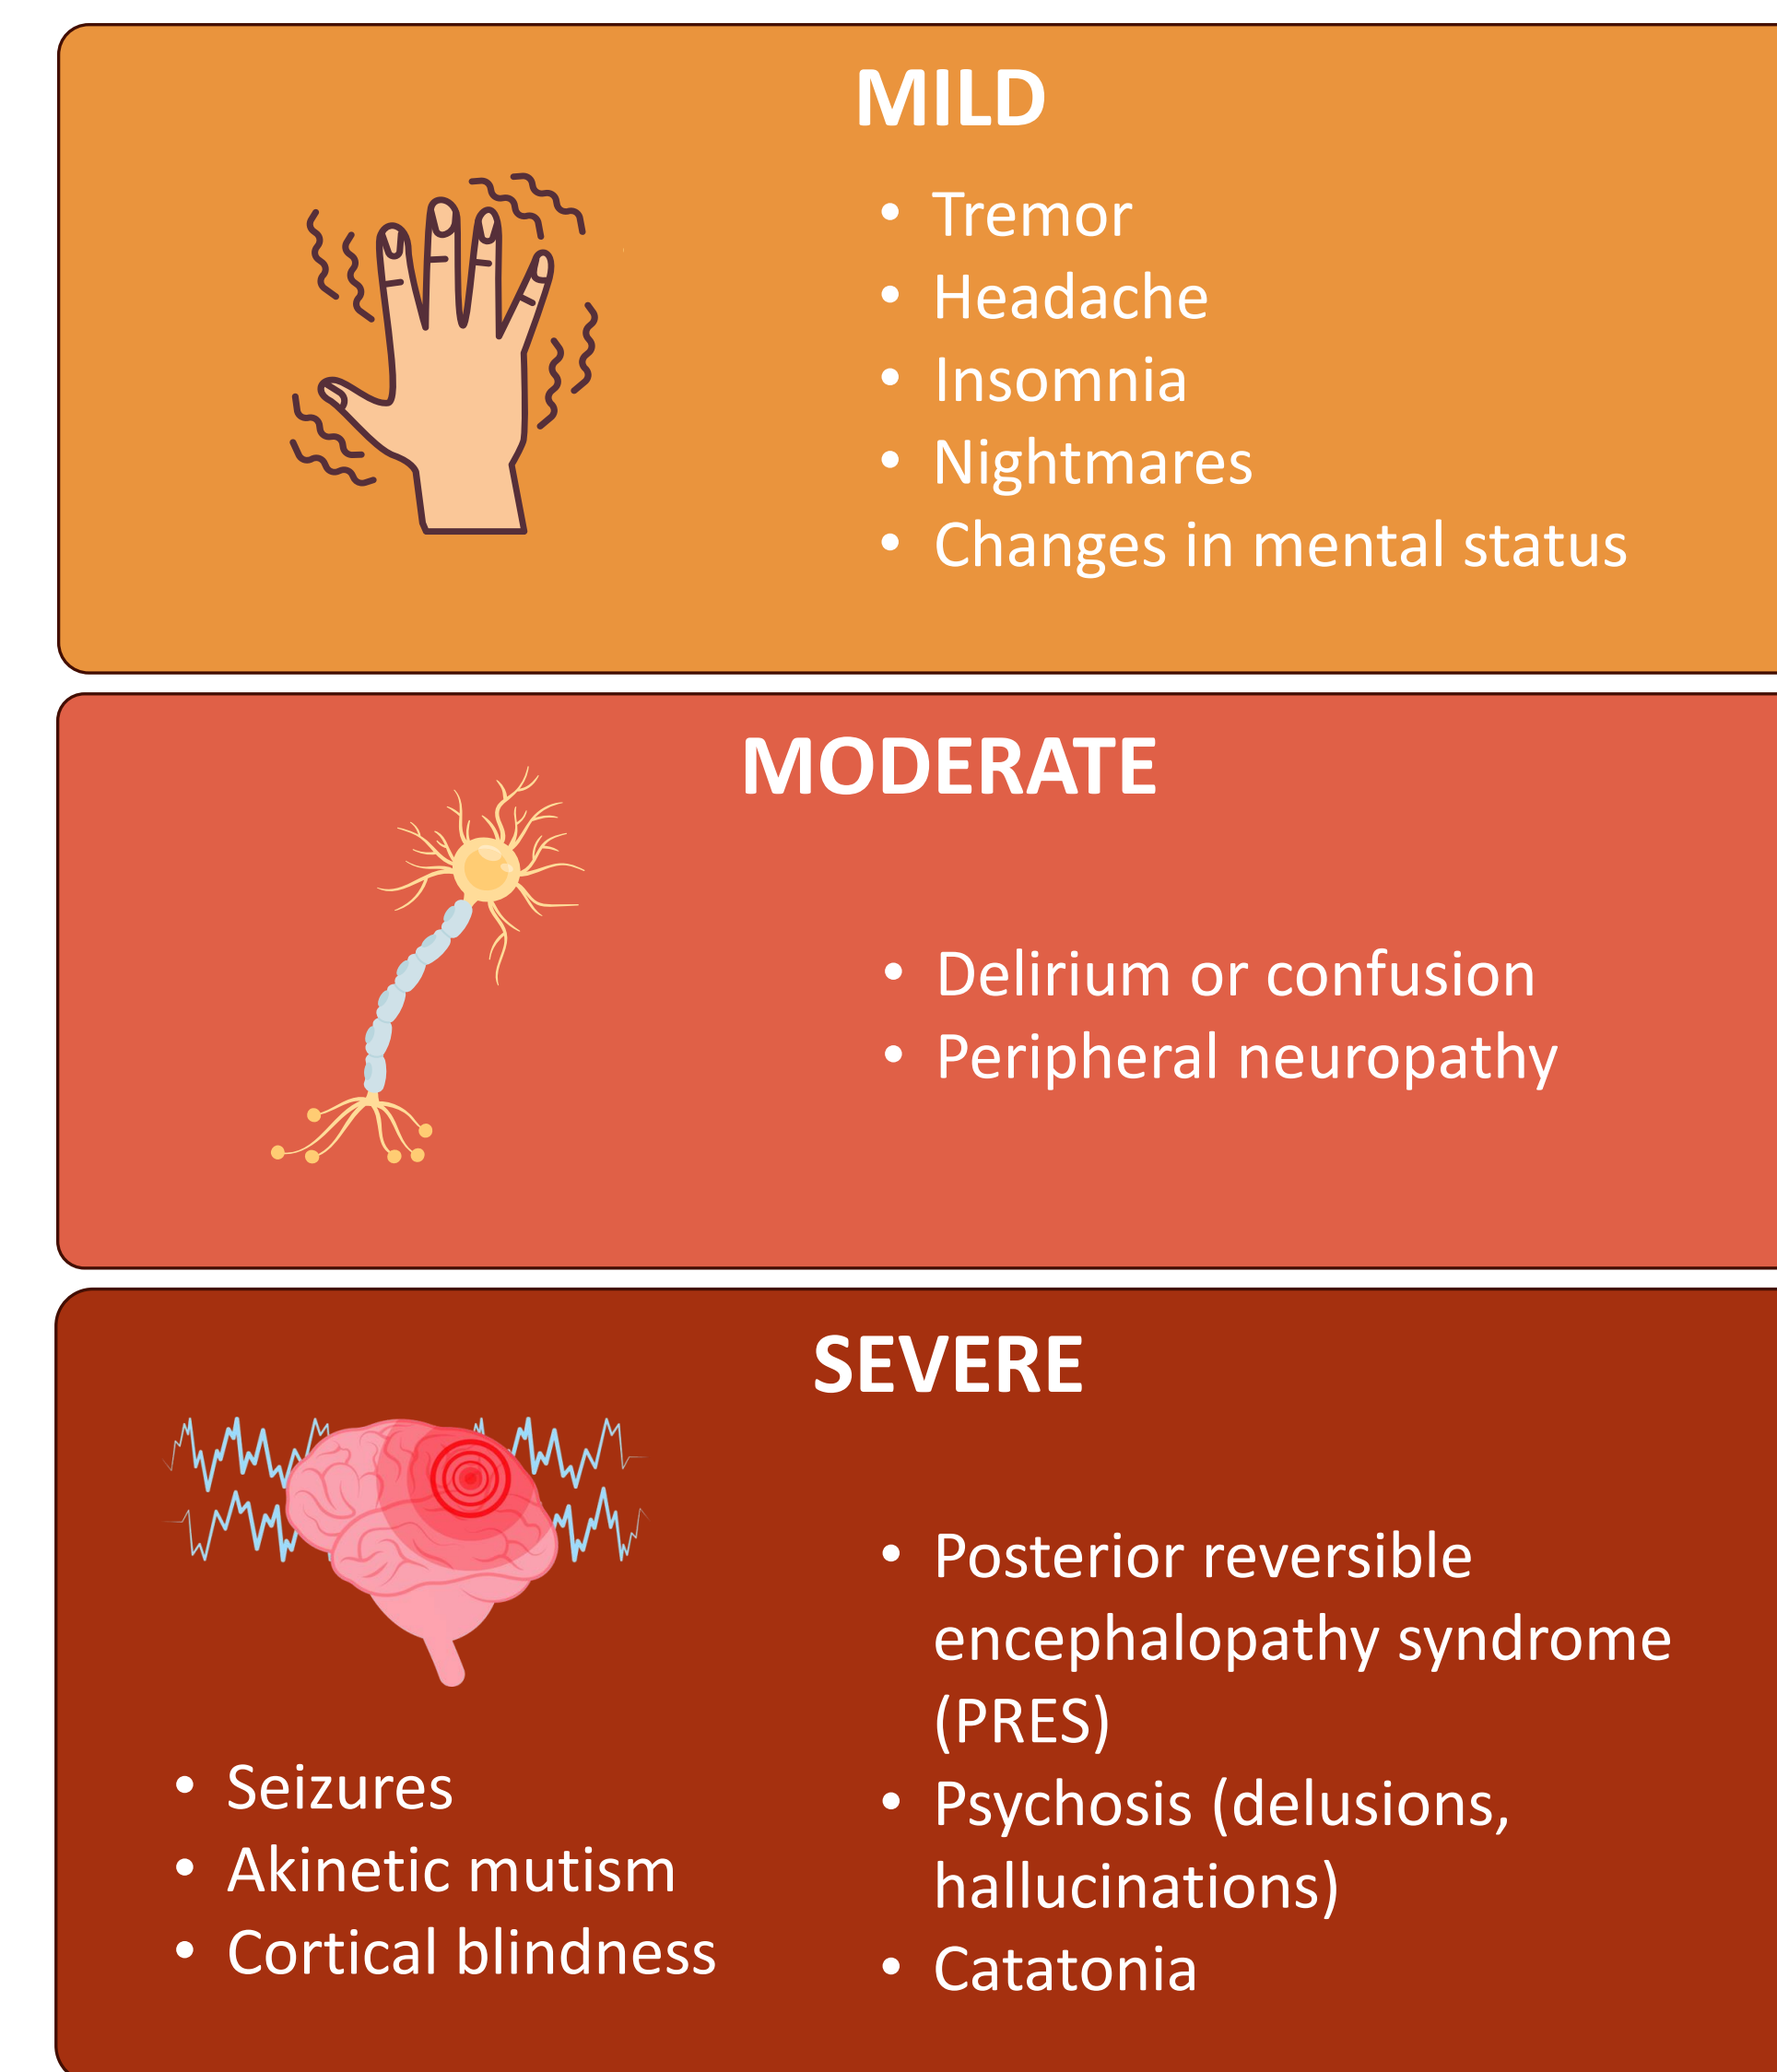 MILD
• Tremor
• Headache
• Insomnia
• Nightmares
• Changes in mental status
MODERATE
• Delirium or confusion
• Peripheral neuropathy
SEVERE
• Seizures
• Akinetic mutism
• Cortical blindness
• Posterior reversible
encephalopathy syndrome
(PRES)
• Psychosis (delusions,
hallucinations)
• Catatonia